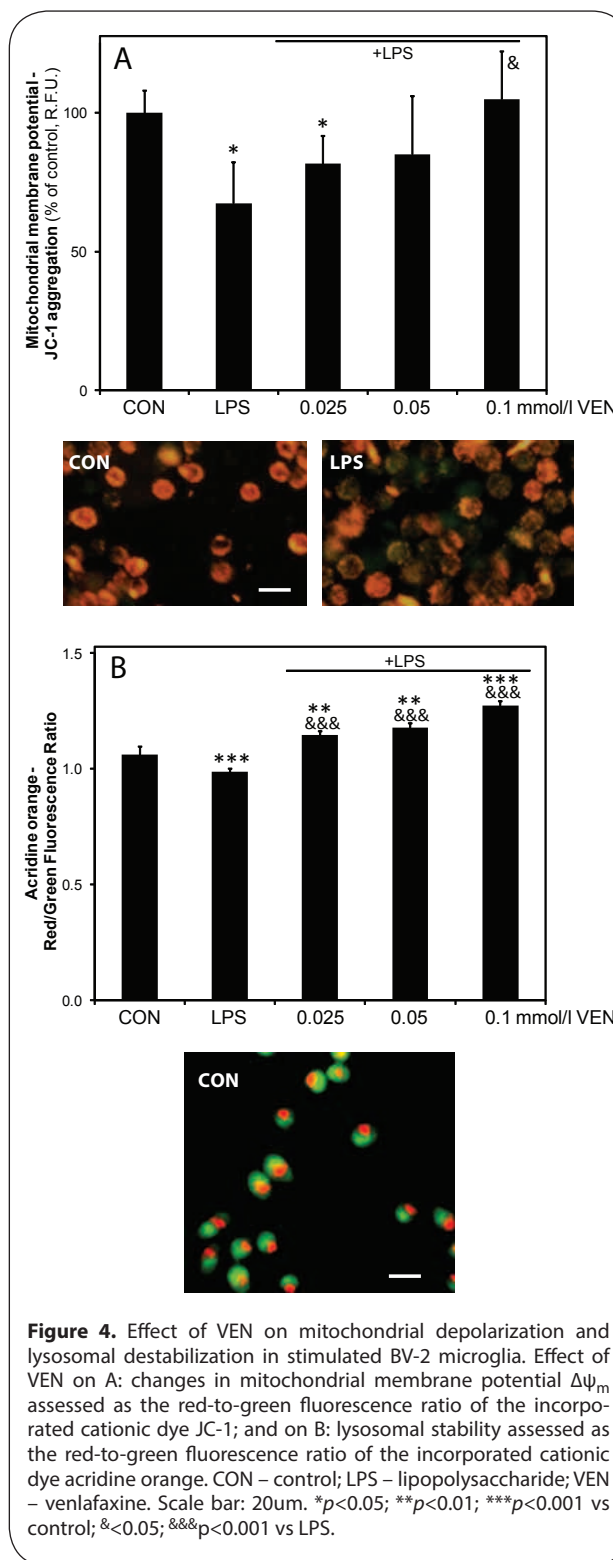 A
+LPS
&
*
*
Mitochondrial membrane potential -
JC-1 aggregation (% of control, R.F.U.)
100
50
0
CON LPS 0.025 0.05 0.1 mmol/l VEN
CON
LPS
B
+LPS
***
&&&
**
&&&
**
&&&
***
Acridine orange -
Red/Green Fluorescence Ratio
1.5
1.0
0.5
0.0
CON LPS 0.025 0.05 0.1 mmol/l VEN
CON
Figure 4. Effect of VEN on mitochondrial depolarization and
lysosomal destabilization in stimulated BV-2 microglia. Effect of
VEN on A: changes in mitochondrial membrane potential Δψm
assessed as the red-to-green fluorescence ratio of the incorpo-
rated cationic dye JC-1; and on B: lysosomal stability assessed as
the red-to-green fluorescence ratio of the incorporated cationic
dye acridine orange. CON – control; LPS – lipopolysaccharide; VEN
– venlafaxine. Scale bar: 20um. *p<0.05; **p<0.01; ***p<0.001 vs
control; &<0.05; &&&p<0.001 vs LPS.